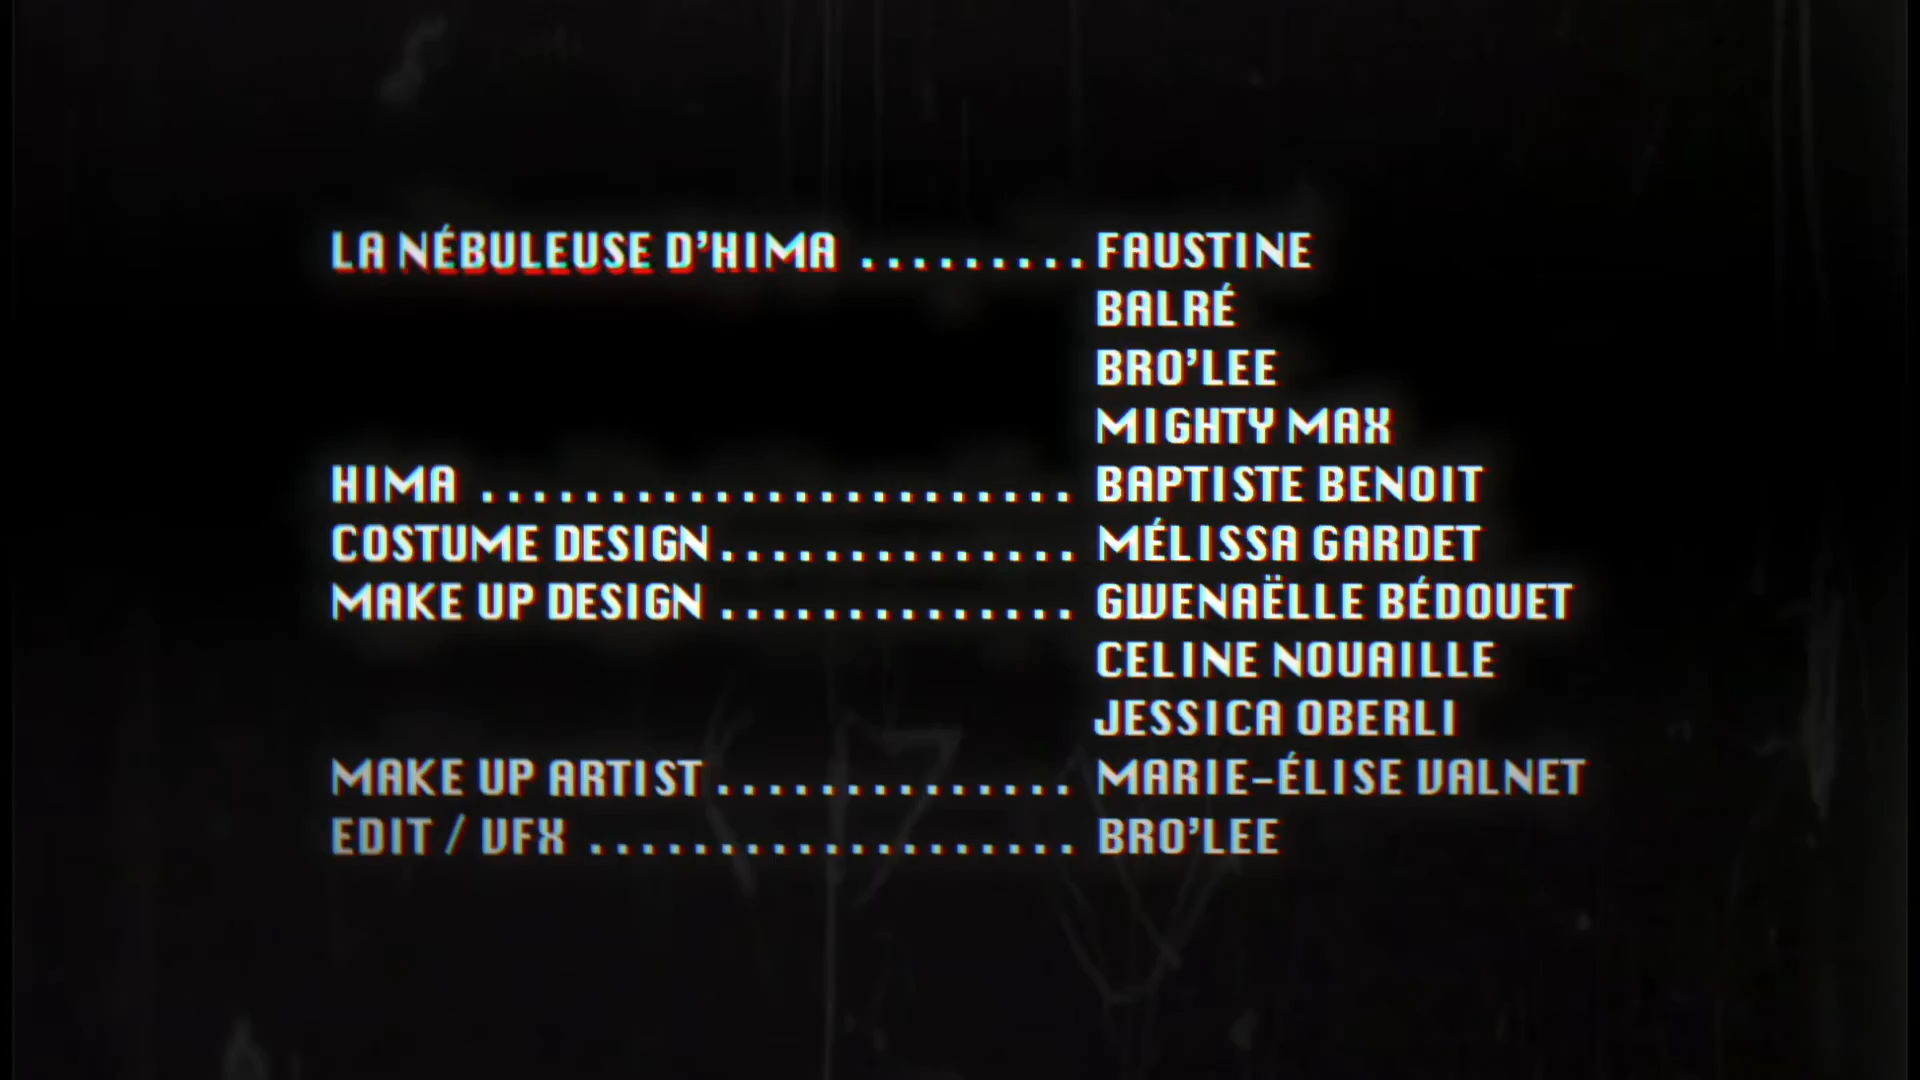 LA NÉBULEUSE D'HIMA .........FAUSTINE
BALRÉ
BRO'LEE
MIGHTY MAX
HIMA ....................... BAPTISTE BENOIT
COSTUME DESIGN.............. MÉLISSA GARDET
MAKE UP DESIGN .............. GWENAËLLE BÉDOUET
CELINE NOUAILLE
JESSICA OBERLI
MAKE UP ARTIST.............. MARIE-ÉLISE VALNET
EDIT / VFX ................... BRO'LEE